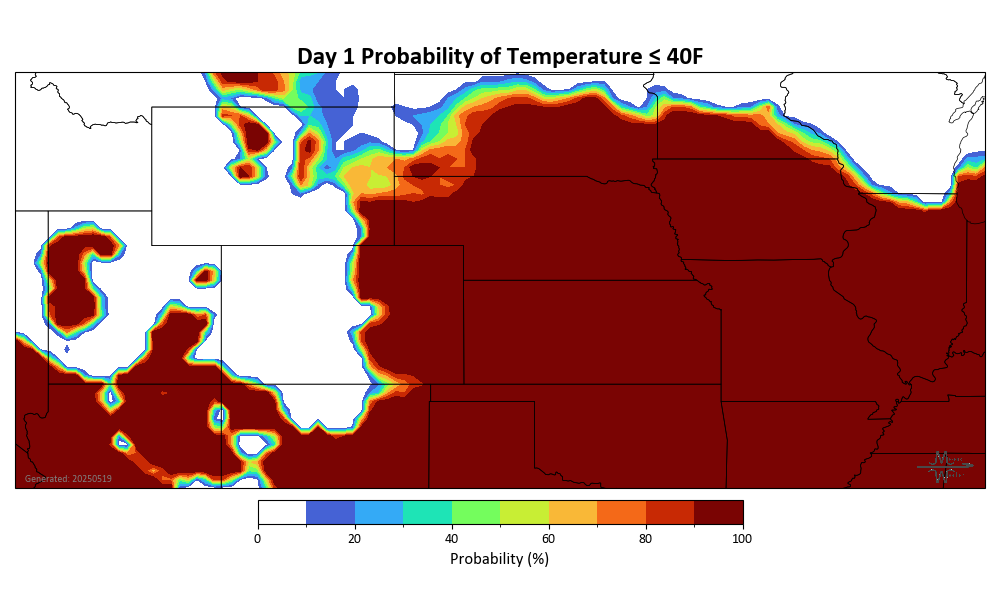 Day 1 Probability of Temperature ≤ 40F
Generated: 20250519
0 20 40 60 80 100
Probability (%)